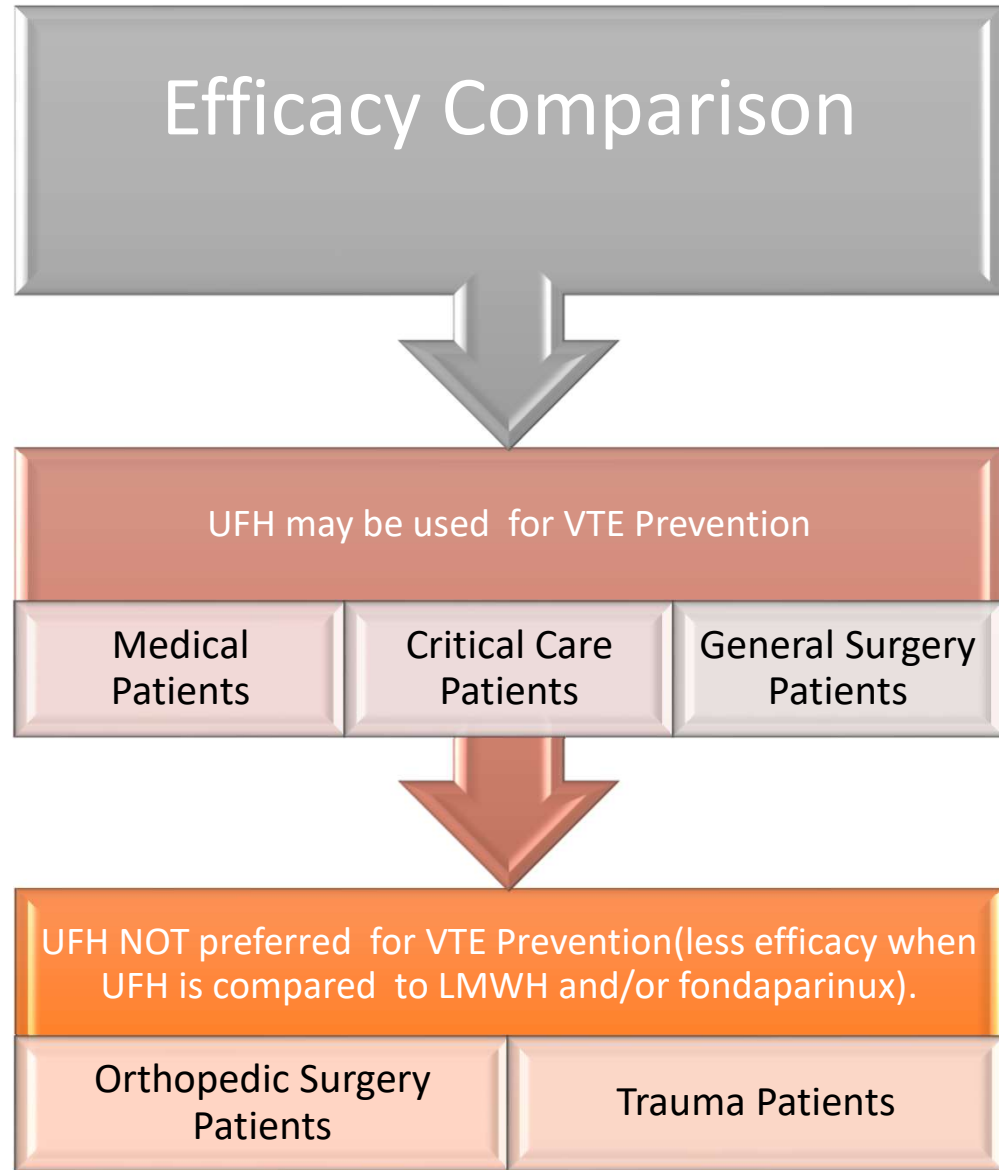 Efficacy Comparison
UFH may be used  for VTE Prevention
Medical
Patients
Critical Care
Patients
General Surgery
Patients
UFH NOT preferred  for VTE Prevention(less efficacy when
UFH is compared  to LMWH and/or fondaparinux).
Orthopedic Surgery
Patients
Trauma Patients